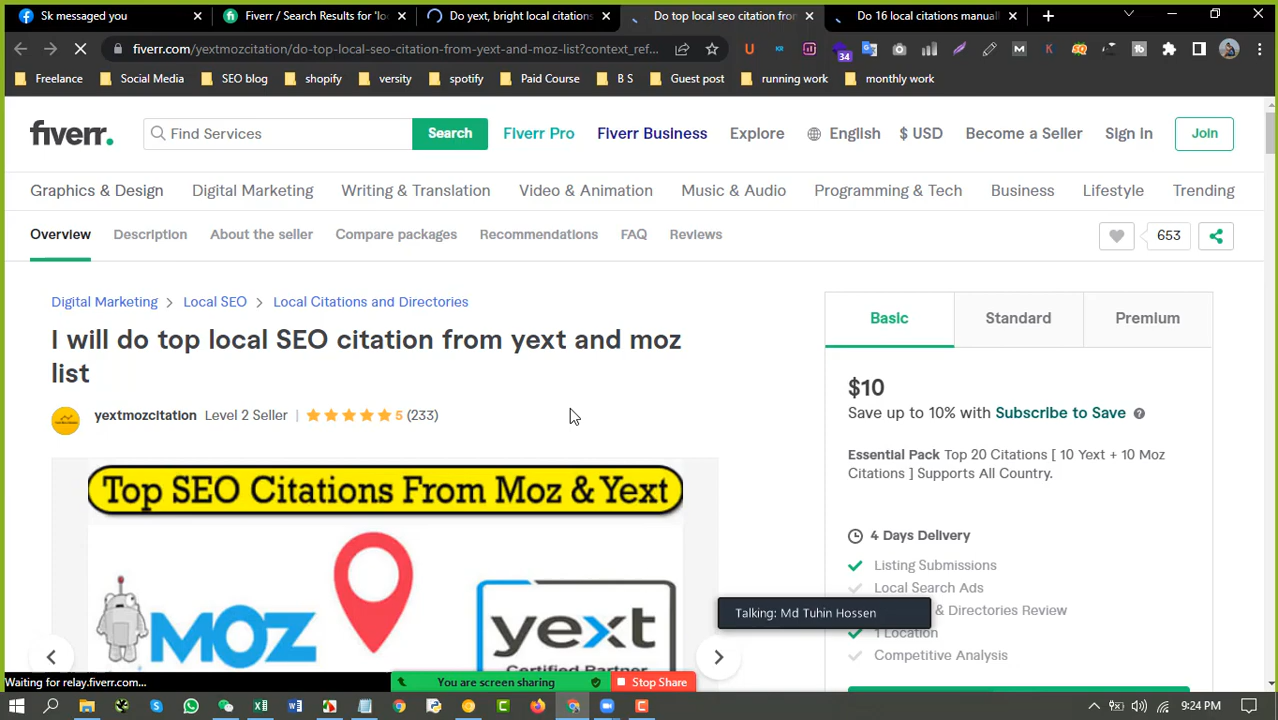 Sk messaged you
Fiverr / Search Results for 'loc
Do yext, bright local citations
Do top local seo citation from
Do 16 local citations manuall
fiverr.com/yextmozcitation/do-top-local-seo-citation-from-yext-and-moz-list?context_ref...
34
Freelance
Social Media
SEO blog
shopify
versity
spotify
Paid Course
B S
Guest post
running work
monthly work
fiverr.
Find Services
Search
Fiverr Pro
Fiverr Business
Explore
English
$ USD
Become a Seller
Sign In
Join
Graphics & Design
Digital Marketing
Writing & Translation
Video & Animation
Music & Audio
Programming & Tech
Business
Lifestyle
Trending
Overview
Description
About the seller
Compare packages
Recommendations
FAQ
Reviews
653
Digital Marketing > Local SEO > Local Citations and Directories
I will do top local SEO citation from yext and moz
list
yextmozcitation Level 2 Seller | 5 (233)
Top SEO Citations From Moz & Yext
MOZ
yext
Certified Partner
Basic
Standard
Premium
$10
Save up to 10% with Subscribe to Save
Essential Pack Top 20 Citations [ 10 Yext + 10 Moz
Citations ] Supports All Country.
4 Days Delivery
Listing Submissions
Local Search Ads
& Directories Review
1 Location
Competitive Analysis
Talking: Md Tuhin Hossen
Waiting for relay.fiverr.com...
You are screen sharing
Stop Share
9:24 PM